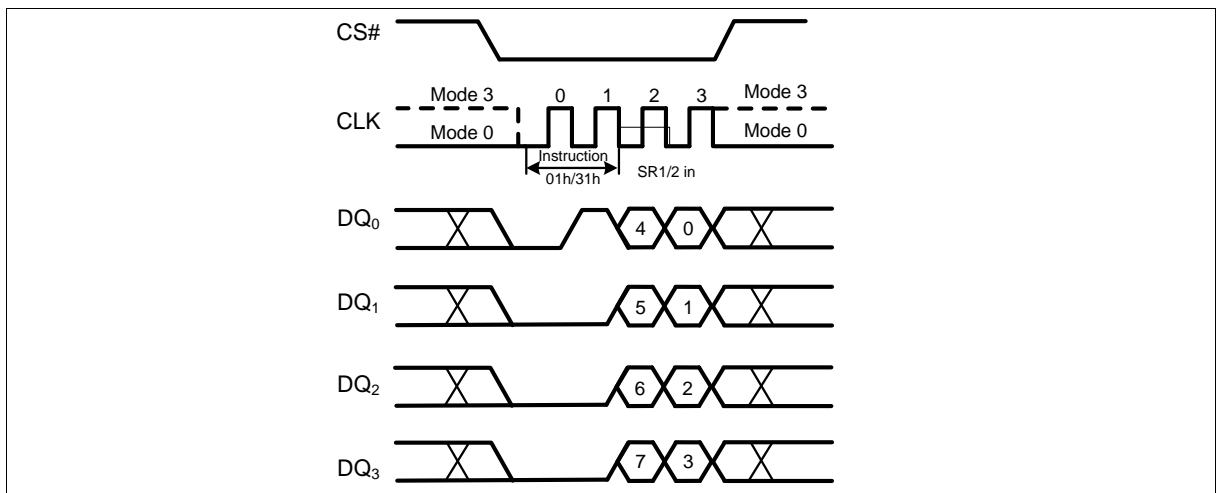 CS#
0 1 2 3
Mode 3 Mode 3
CLK
Mode 0 Mode 0
Instruction
01h/31h SR1/2 in
DQ0 4 0
DQ1 5 1
DQ2 6 2
DQ3 7 3